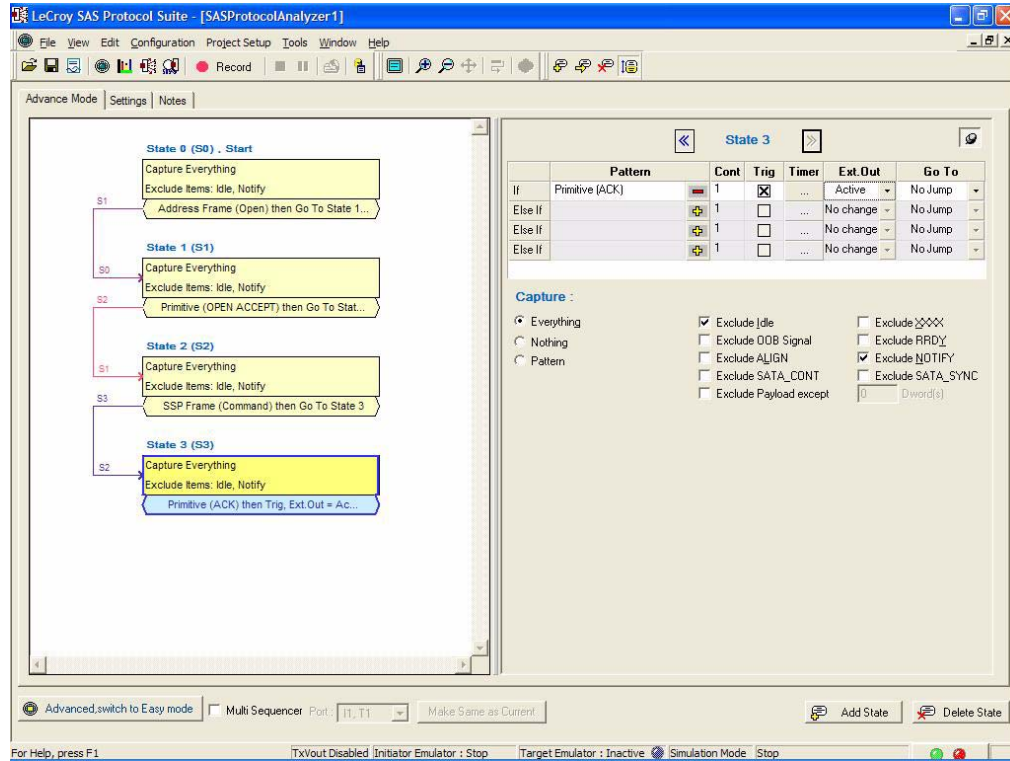 LeCroy SAS Protocol Suite - [SASProtocolAnalyzer1]
File View Edit Configuration Project Setup Tools Window Help
Record
Advance Mode Settings Notes
State 0 (S0) . Start
Capture Everything
Exclude Items: Idle, Notify
Address Frame (Open) then Go To State 1...
S1
State 1 (S1)
S0
Capture Everything
Exclude Items: Idle, Notify
S2
Primitive (OPEN ACCEPT) then Go To Stat...
State 2 (S2)
S1
Capture Everything
Exclude Items: Idle, Notify
S3
SSP Frame (Command) then Go To State 3
State 3 (S3)
S2
Capture Everything
Exclude Items: Idle, Notify
Primitive (ACK) then Trig, Ext.Out = Ac...
State 3
Pattern Cont Trig Timer Ext.Out Go To
If Primitive (ACK) 1 ... Active No Jump
Else If 1 ... No change No Jump
Else If 1 ... No change No Jump
Else If 1 ... No change No Jump
Capture :
Everything Exclude Idle Exclude XXXX
Nothing Exclude OOB Signal Exclude RRDY
Pattern Exclude ALIGN Exclude NOTIFY
Exclude SATA_CONT Exclude SATA_SYNC
Exclude Payload except 0 Dword(s)
Advanced,switch to Easy mode Multi Sequencer Port : I1, T1 Make Same as Current Add State Delete State
For Help, press F1 TxVout Disabled Initiator Emulator : Stop Target Emulator : Inactive Simulation Mode Stop